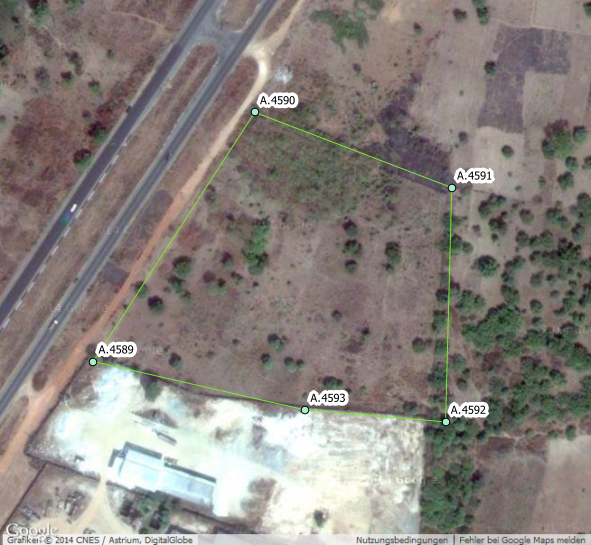 A.4590
A.4591
A.4589
A.4593
A.4592
Google
Grafiken © 2014 CNES / Astrium, DigitalGlobe
Nutzungsbedingungen
Fehler bei Google Maps melden